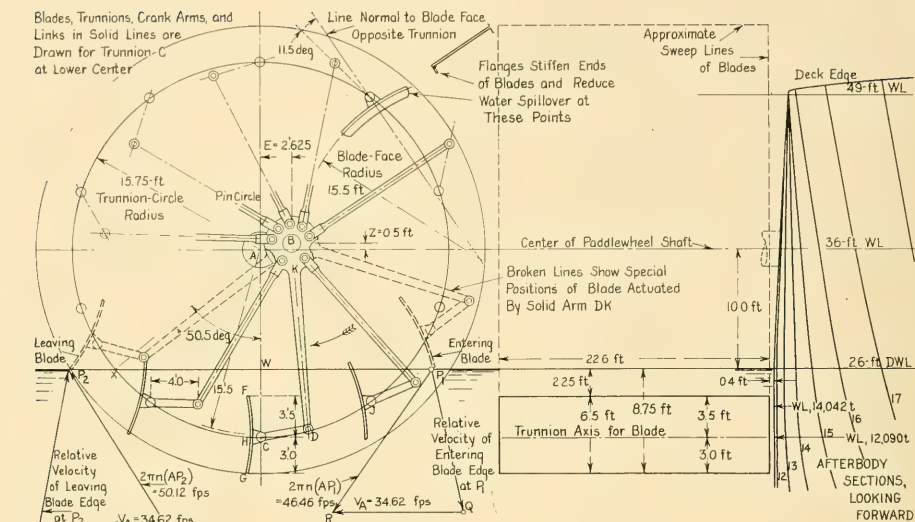 Blades, Trunnions, Crank Arms, and
Links in Solid Lines are
Drawn for Trunnion-C
at Lower Center
Line Normal to Blade Face
Opposite Trunnion
11.5 deg
Flanges Stiffen Ends
of Blades and Reduce
Water Spillover at
These Points
Approximate
Sweep Lines
of Blades
Deck Edge
49-ft WL
E = 2.625
Blade-Face
Radius
15.5 ft
15.75-ft
Trunnion-Circle
Radius
Pin Circle
Z=0.5 ft
A
B
K
Center of Paddlewheel Shaft
36-ft WL
Broken Lines Show Special
Positions of Blade Actuated
By Solid Arm DK
10.0 ft
50.5 deg
Leaving
Blade
P2
X
W
Entering
Blade
P1
22.6 ft
26-ft DWL
0.4 ft
2.25 ft
4.0
15.5
F
3.5
J
H
C
D
3.0
G
6.5 ft
8.75 ft
3.5 ft
Trunnion Axis for Blade
3.0 ft
WL, 14,042 t
WL, 12,090 t
17
16
15
14
13
12
Relative
Velocity
of Leaving
Blade Edge
at P2
2πn(AP2)
=50.12 fps
VA=34.62 fps
2πn(AP1)
=46.46 fps
VA=34.62 fps
R
Q
Relative
Velocity of
Entering
Blade Edge
at P1
AFTERBODY
SECTIONS,
LOOKING
FORWARD